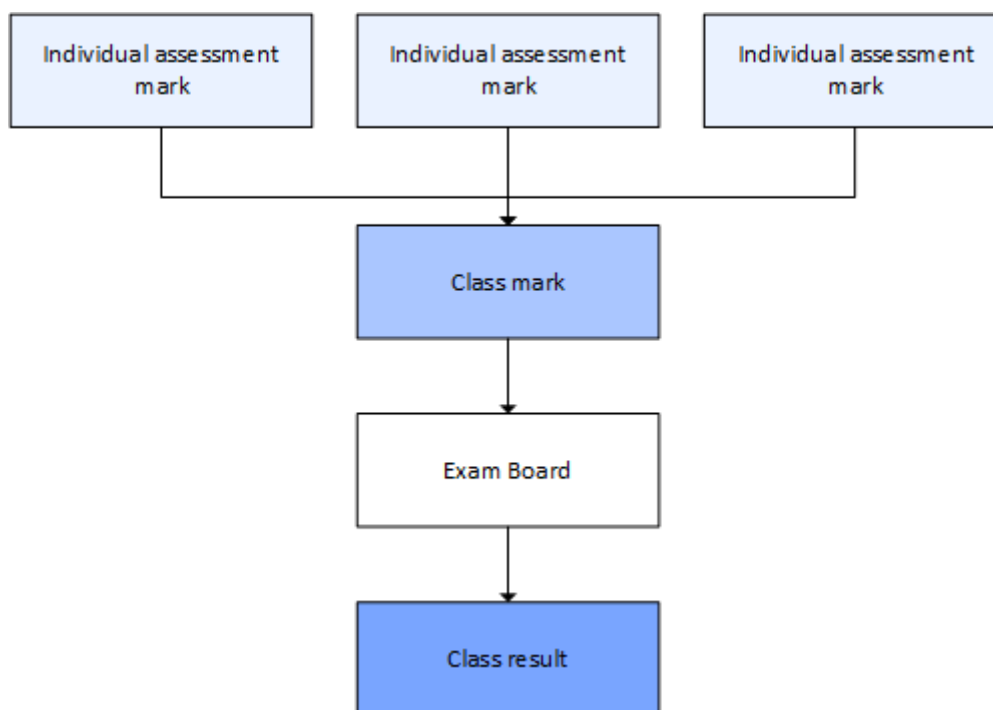 Individual assessment
mark
Individual assessment
mark
Individual assessment
mark
Class mark
Exam Board
Class result